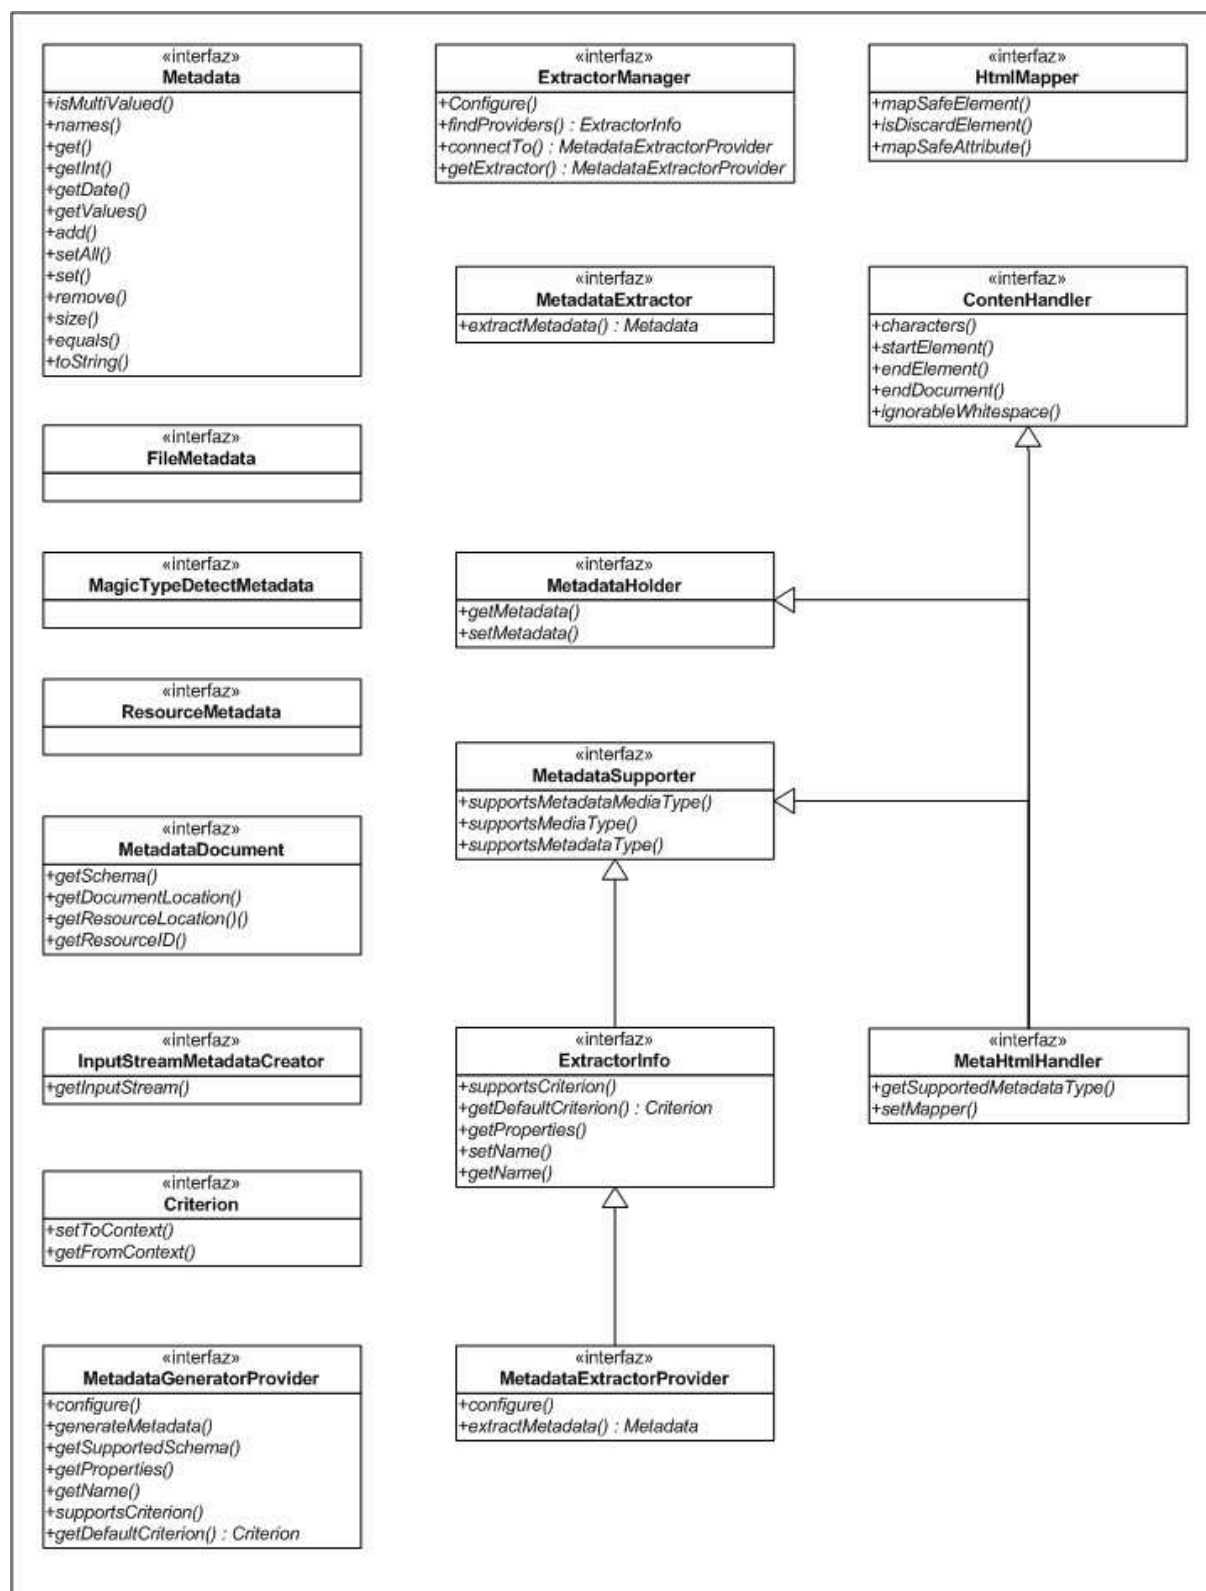 «interfaz»
Metadata
+isMultiValued()
+names()
+get()
+getInt()
+getDate()
+getValues()
+add()
+setAll()
+set()
+remove()
+size()
+equals()
+toString()
«interfaz»
FileMetadata
«interfaz»
MagicTypeDetectMetadata
«interfaz»
ResourceMetadata
«interfaz»
MetadataDocument
+getSchema()
+getDocumentLocation()
+getResourceLocation()()
+getResourceID()
«interfaz»
InputStreamMetadataCreator
+getInputStream()
«interfaz»
Criterion
+setToContext()
+getFromContext()
«interfaz»
MetadataGeneratorProvider
+configure()
+generateMetadata()
+getSupportedSchema()
+getProperties()
+getName()
+supportsCriterion()
+getDefaultCriterion() : Criterion
«interfaz»
ExtractorManager
+Configure()
+findProviders() : ExtractorInfo
+connectTo() : MetadataExtractorProvider
+getExtractor() : MetadataExtractorProvider
«interfaz»
MetadataExtractor
+extractMetadata() : Metadata
«interfaz»
MetadataHolder
+getMetadata()
+setMetadata()
«interfaz»
MetadataSupporter
+supportsMetadataMediaType()
+supportsMediaType()
+supportsMetadataType()
«interfaz»
ExtractorInfo
+supportsCriterion()
+getDefaultCriterion() : Criterion
+getProperties()
+setName()
+getName()
«interfaz»
MetadataExtractorProvider
+configure()
+extractMetadata() : Metadata
«interfaz»
HtmlMapper
+mapSafeElement()
+isDiscardElement()
+mapSafeAttribute()
«interfaz»
ContenHandler
+characters()
+startElement()
+endElement()
+endDocument()
+ignorableWhitespace()
«interfaz»
MetaHtmlHandler
+getSupportedMetadataType()
+setMapper()